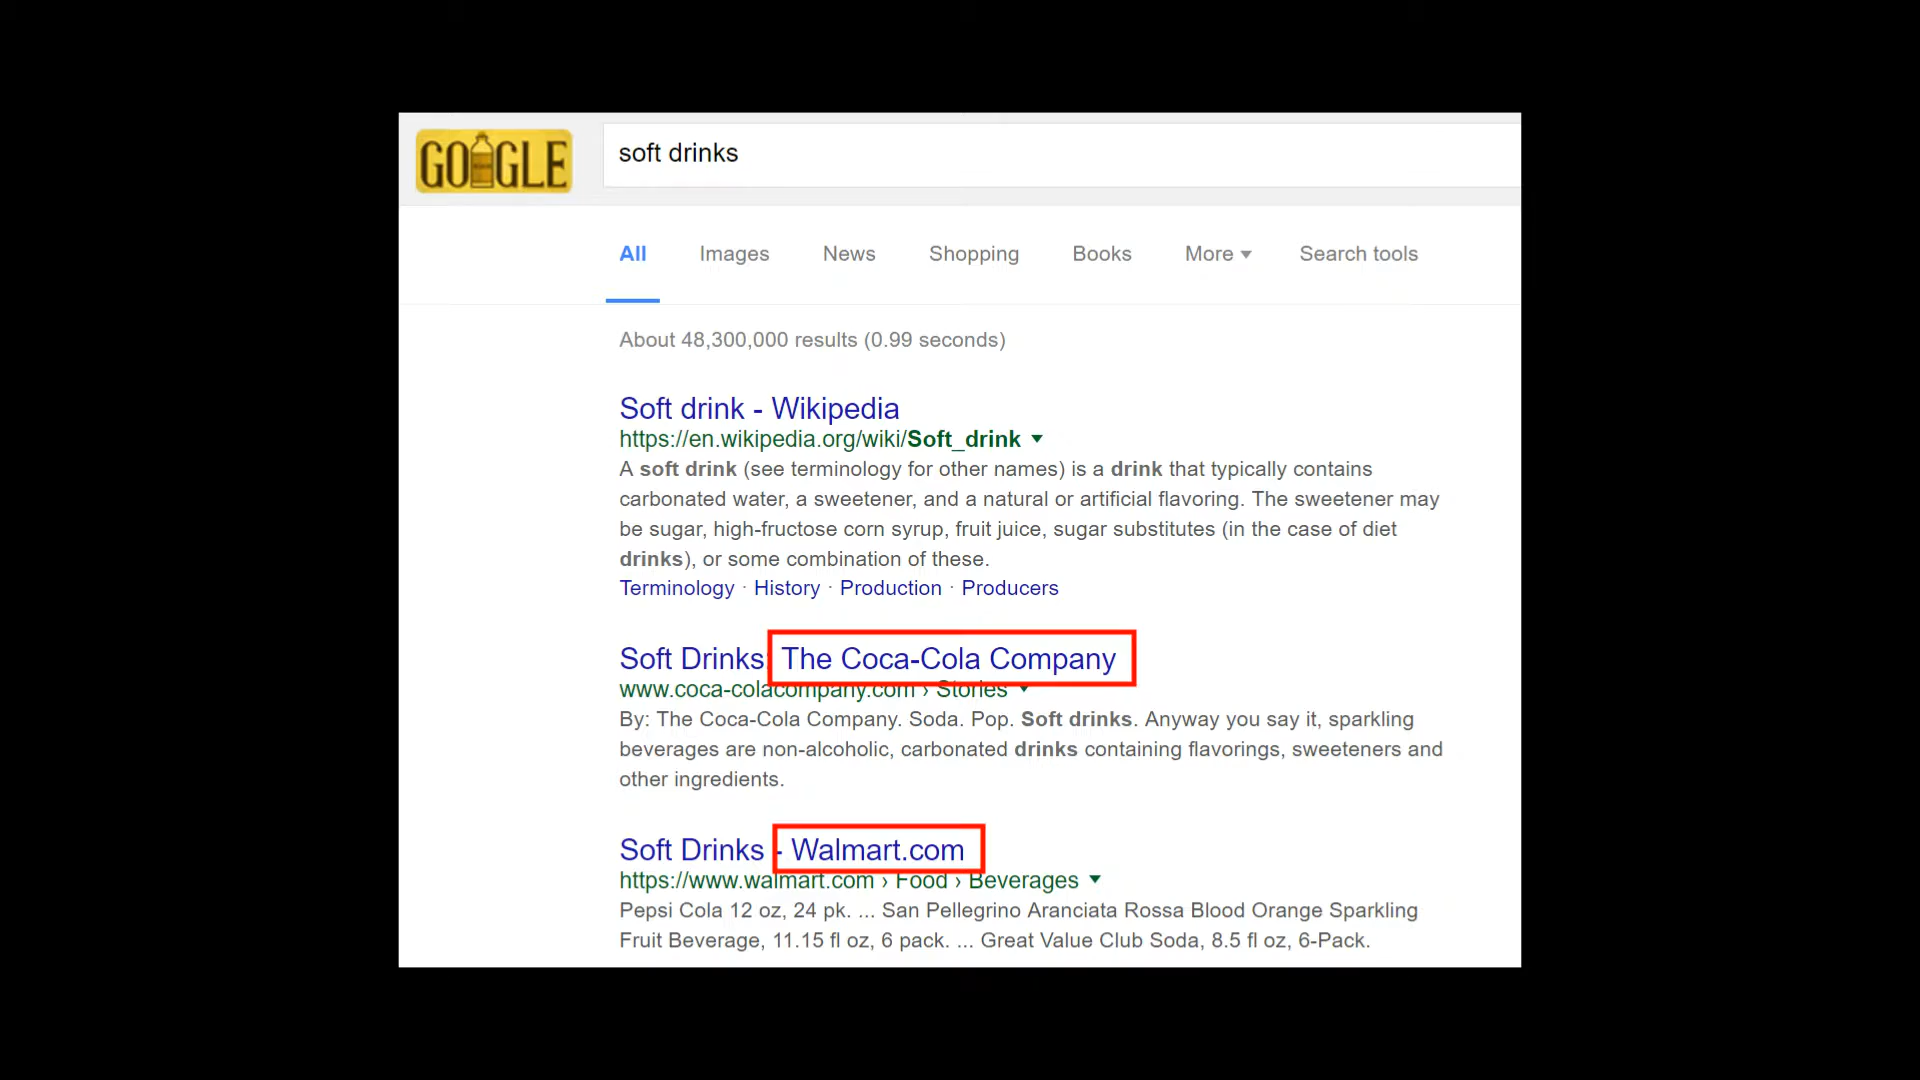 GOOGLE
soft drinks
All Images News Shopping Books More Search tools
About 48,300,000 results (0.99 seconds)
Soft drink - Wikipedia
https://en.wikipedia.org/wiki/Soft_drink
A soft drink (see terminology for other names) is a drink that typically contains
carbonated water, a sweetener, and a natural or artificial flavoring. The sweetener may
be sugar, high-fructose corn syrup, fruit juice, sugar substitutes (in the case of diet
drinks), or some combination of these.
Terminology · History · Production · Producers
Soft Drinks: The Coca-Cola Company
www.coca-colacompany.com › Stories
By: The Coca-Cola Company. Soda. Pop. Soft drinks. Anyway you say it, sparkling
beverages are non-alcoholic, carbonated drinks containing flavorings, sweeteners and
other ingredients.
Soft Drinks - Walmart.com
https://www.walmart.com › Food › Beverages
Pepsi Cola 12 oz, 24 pk. ... San Pellegrino Aranciata Rossa Blood Orange Sparkling
Fruit Beverage, 11.15 fl oz, 6 pack. ... Great Value Club Soda, 8.5 fl oz, 6-Pack.